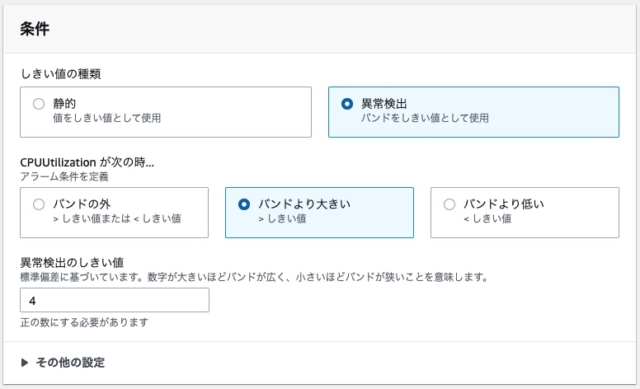 条件
しきい値の種類
静的
値をしきい値として使用
異常検出
バンドをしきい値として使用
CPUUtilization が次の時...
アラーム条件を定義
バンドの外
> しきい値または < しきい値
バンドより大きい
> しきい値
バンドより低い
< しきい値
異常検出のしきい値
標準偏差に基づいています。数字が大きいほどバンドが広く、小さいほどバンドが狭いことを意味します。
4
正の数にする必要があります
その他の設定